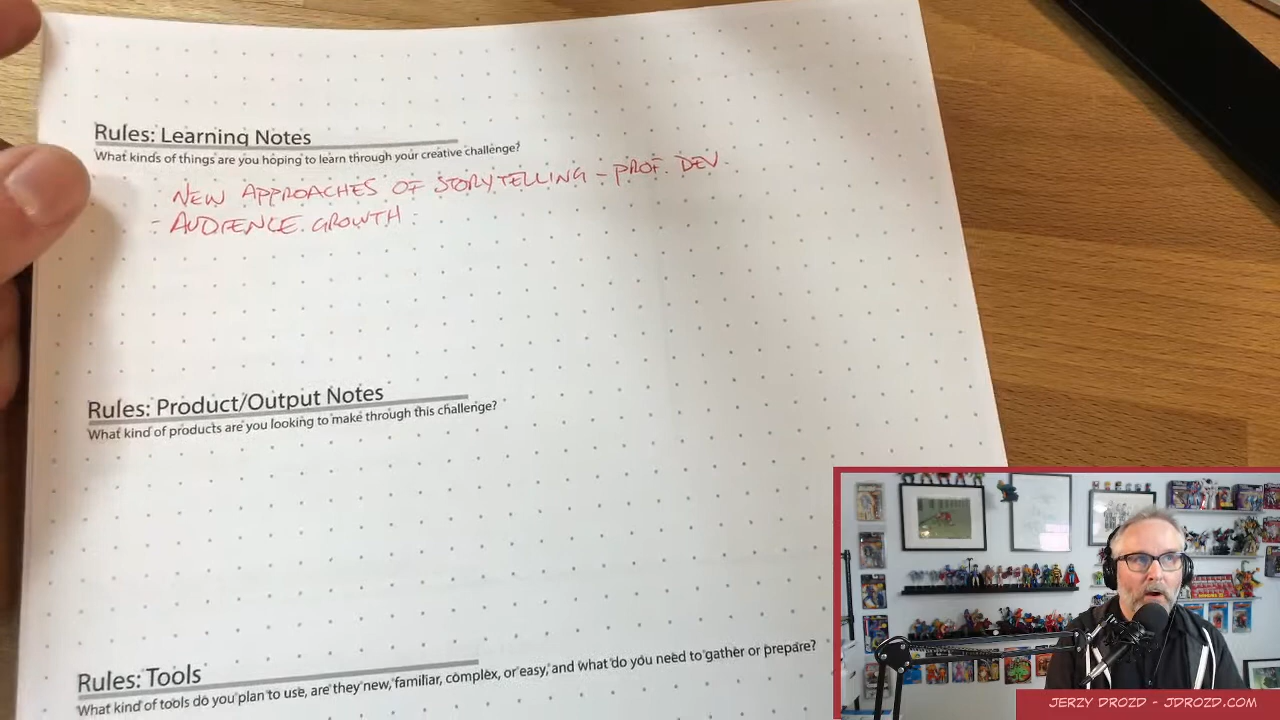 Rules: Learning Notes
What kinds of things are you hoping to learn through your creative challenge?
NEW APPROACHES OF STORYTELLING - PROF. DEV.
- AUDIENCE GROWTH
Rules: Product/Output Notes
What kind of products are you looking to make through this challenge?
Rules: Tools
What kind of tools do you plan to use, are they new, familiar, complex, or easy, and what do you need to gather or prepare?
JERZY DROZD - JDROZD.COM